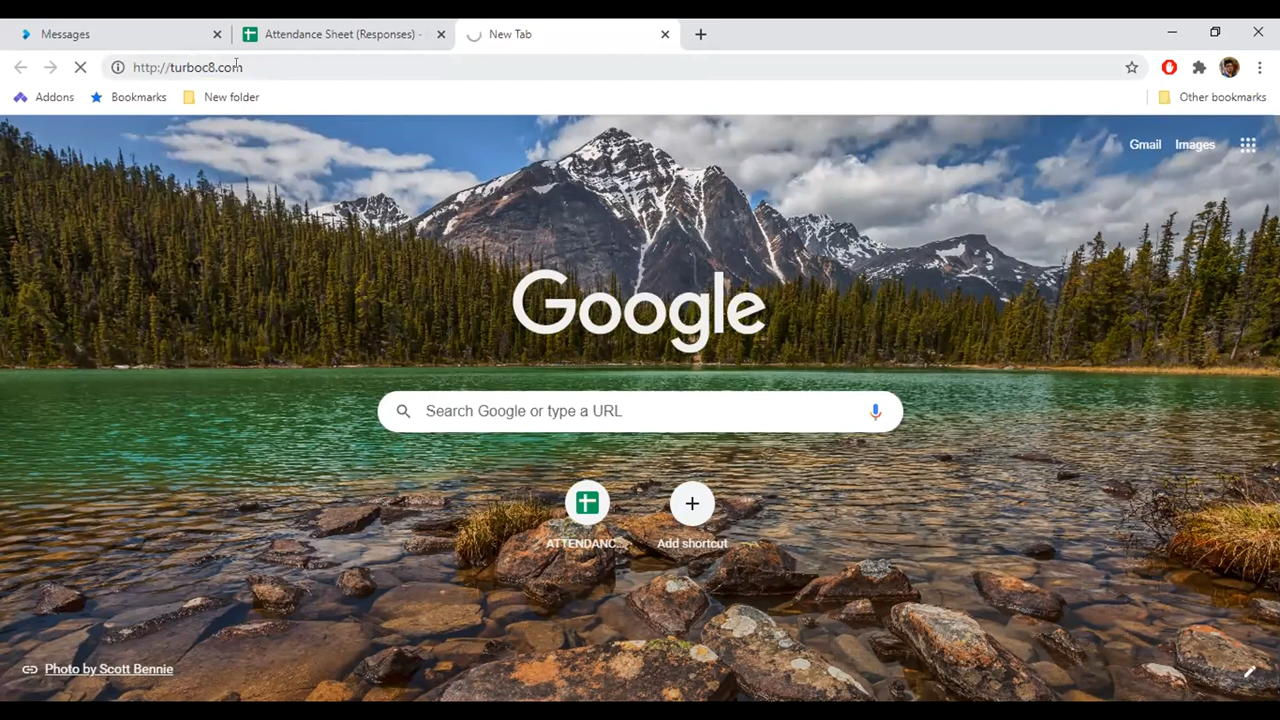 Messages
Attendance Sheet (Responses) -
New Tab
http://turboc8.com
Addons
Bookmarks
New folder
Other bookmarks
Gmail
Images
Google
Search Google or type a URL
ATTENDANC...
Add shortcut
Photo by Scott Bennie